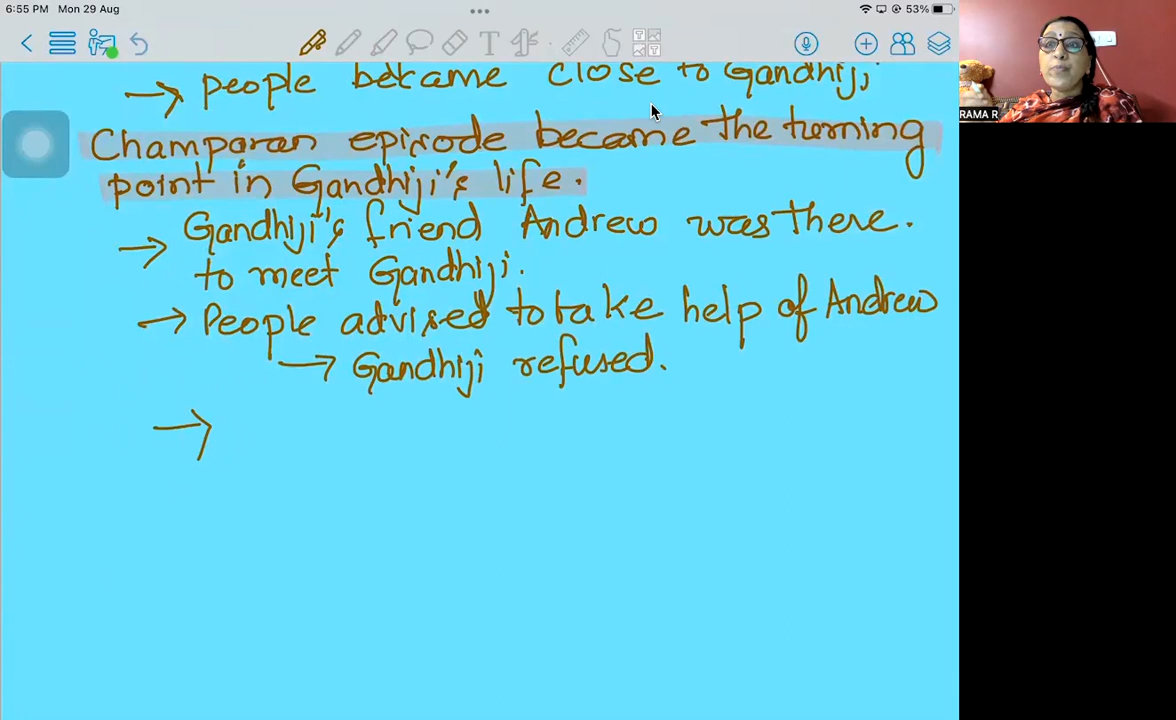 6:55 PM Mon 29 Aug
53%
→ people became close to Gandhiji
Champaran episode became the turning
point in Gandhiji's life.
→ Gandhiji's friend Andrew was there.
to meet Gandhiji.
→ People advised to take help of Andrew
→ Gandhiji refused.
→
RAMA R